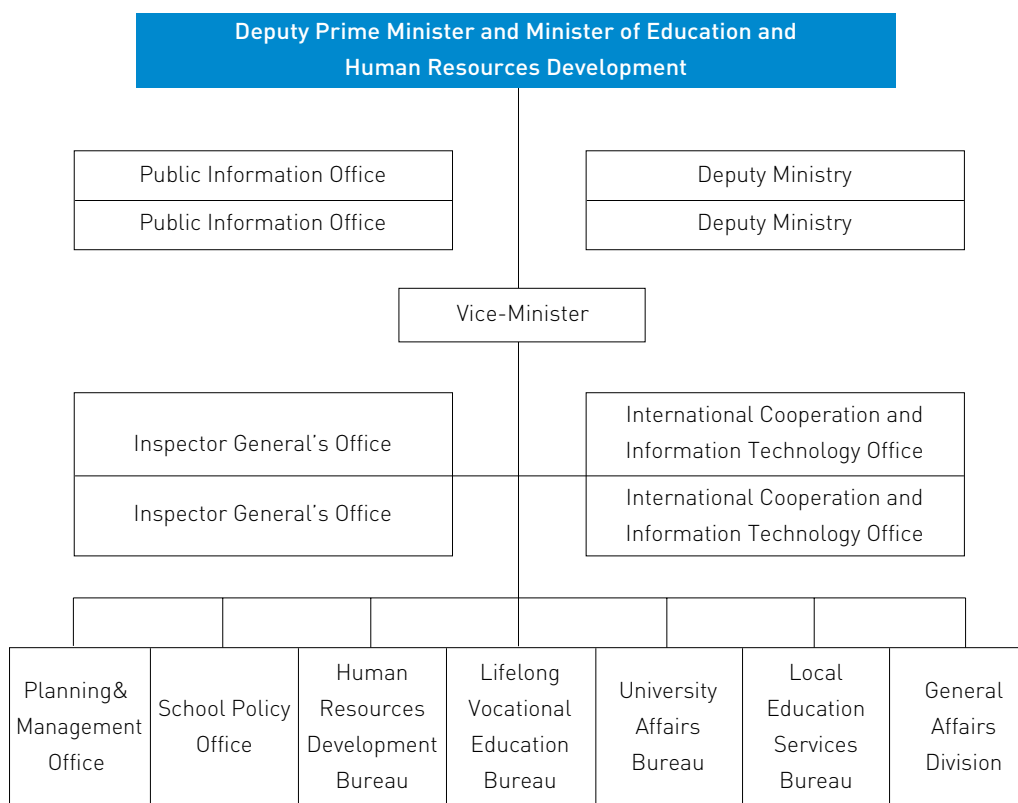 Deputy Prime Minister and Minister of Education and
Human Resources Development
Public Information Office
Public Information Office
Deputy Ministry
Deputy Ministry
Vice-Minister
Inspector General’s Office
Inspector General’s Office
International Cooperation and
Information Technology Office
International Cooperation and
Information Technology Office
Planning&
Management
Office
School Policy
Office
Human
Resources
Development
Bureau
Lifelong
Vocational
Education
Bureau
University
Affairs
Bureau
Local
Education
Services
Bureau
General
Affairs
Division